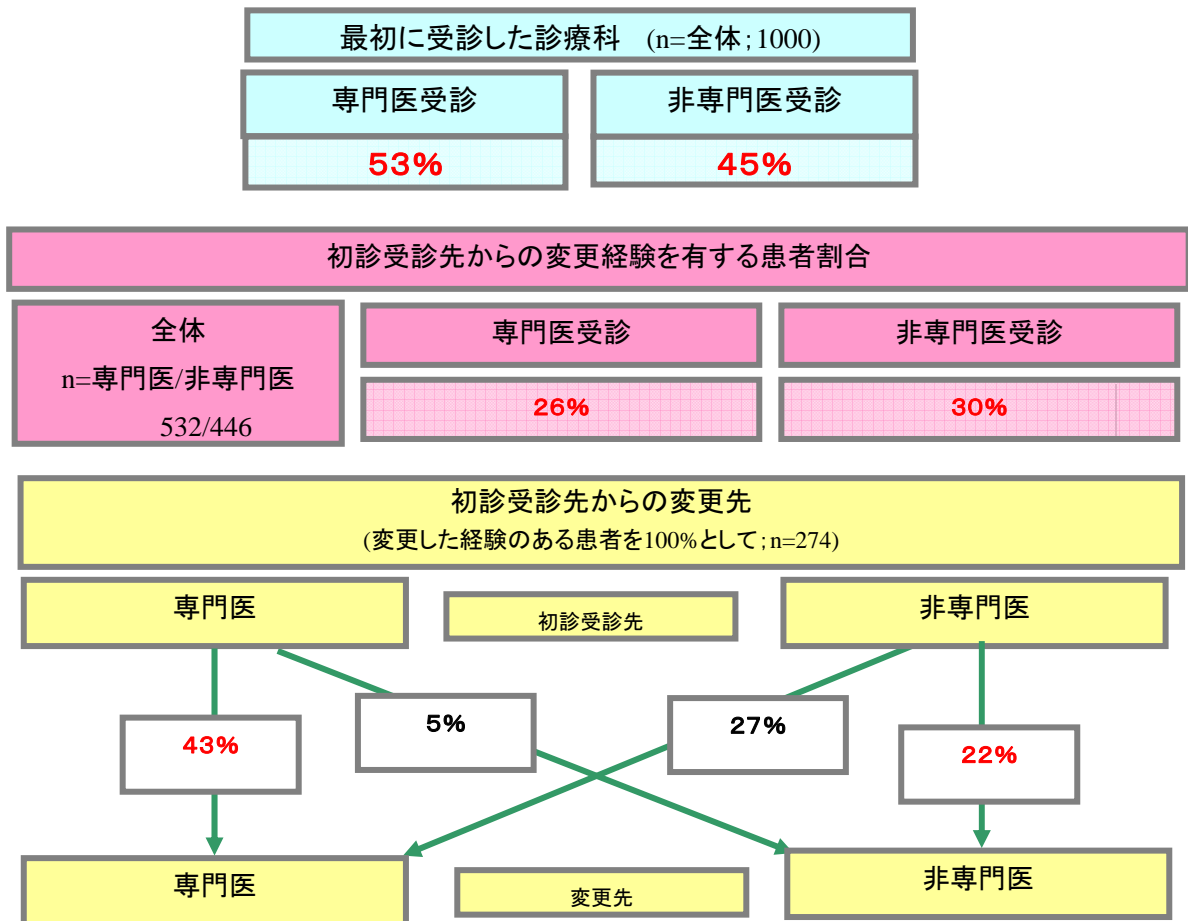 最初に受診した診療科 (n=全体;1000)
専門医受診
非専門医受診
53%
45%
初診受診先からの変更経験を有する患者割合
全体
n=専門医/非専門医
532/446
専門医受診
非専門医受診
26%
30%
初診受診先からの変更先
(変更した経験のある患者を100%として;n=274)
専門医
初診受診先
非専門医
43%
5%
27%
22%
専門医
変更先
非専門医